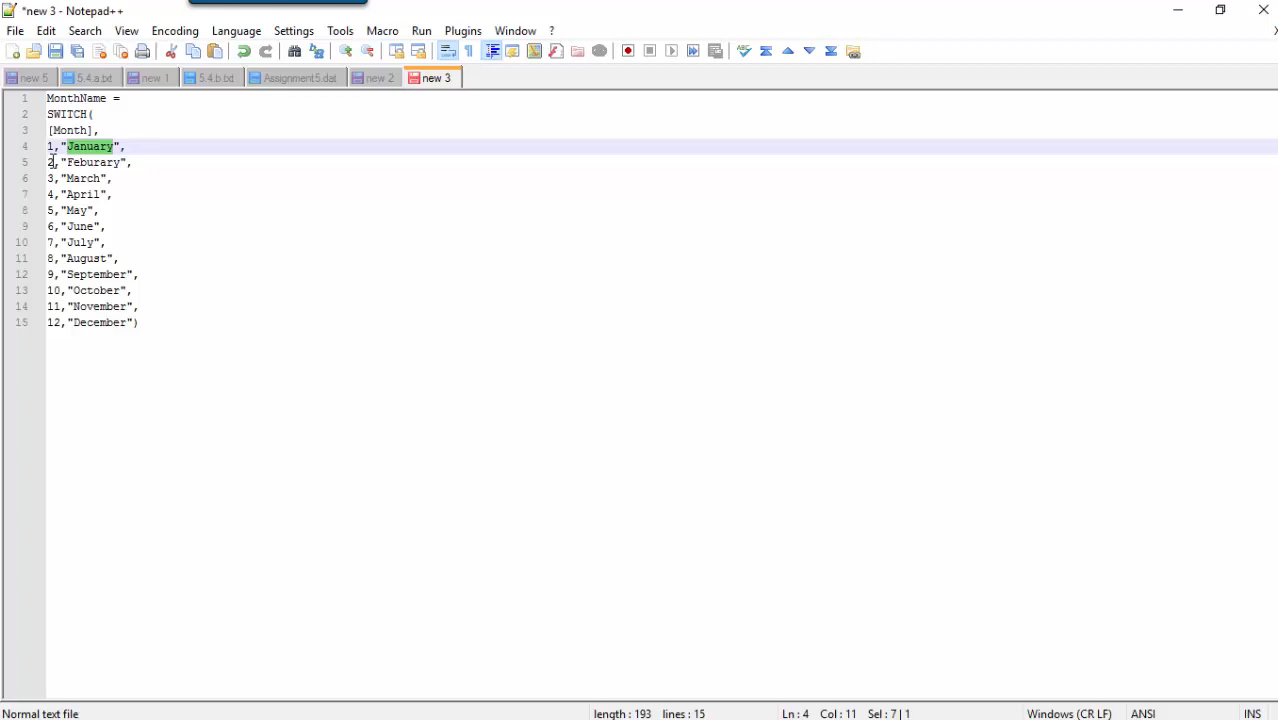 *new 3 - Notepad++
File Edit Search View Encoding Language Settings Tools Macro Run Plugins Window ?
new 5 5.4.a.txt new 1 5.4.b.txt Assignment5.dat new 2 new 3
1 MonthName =
2 SWITCH(
3 [Month],
4 1,"January",
5 2,"Feburary",
6 3,"March",
7 4,"April",
8 5,"May",
9 6,"June",
10 7,"July",
11 8,"August",
12 9,"September",
13 10,"October",
14 11,"November",
15 12,"December")
Normal text file length : 193 lines : 15 Ln : 4 Col : 11 Sel : 7 | 1 Windows (CR LF) ANSI INS